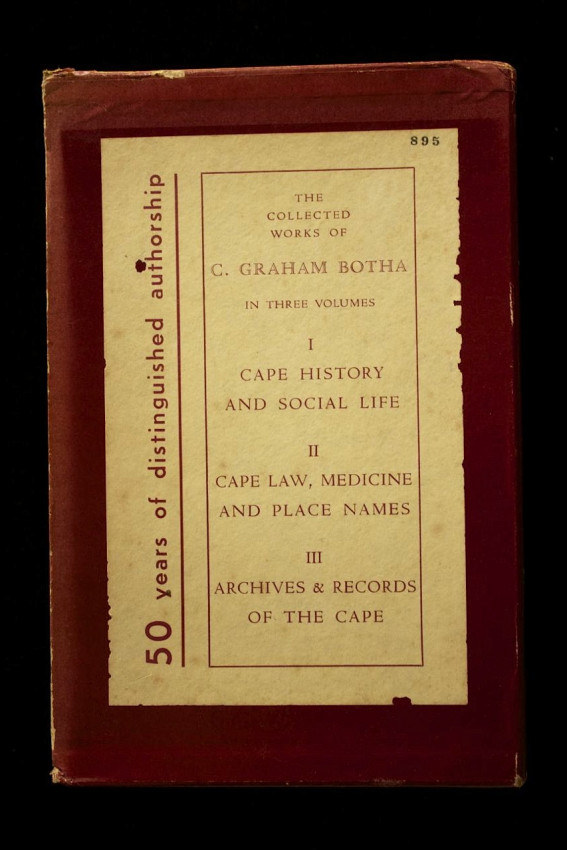 895
50 years of distinguished authorship
THE
COLLECTED
WORKS OF
C. GRAHAM BOTHA
IN THREE VOLUMES
I
CAPE HISTORY
AND SOCIAL LIFE
II
CAPE LAW, MEDICINE
AND PLACE NAMES
III
ARCHIVES & RECORDS
OF THE CAPE